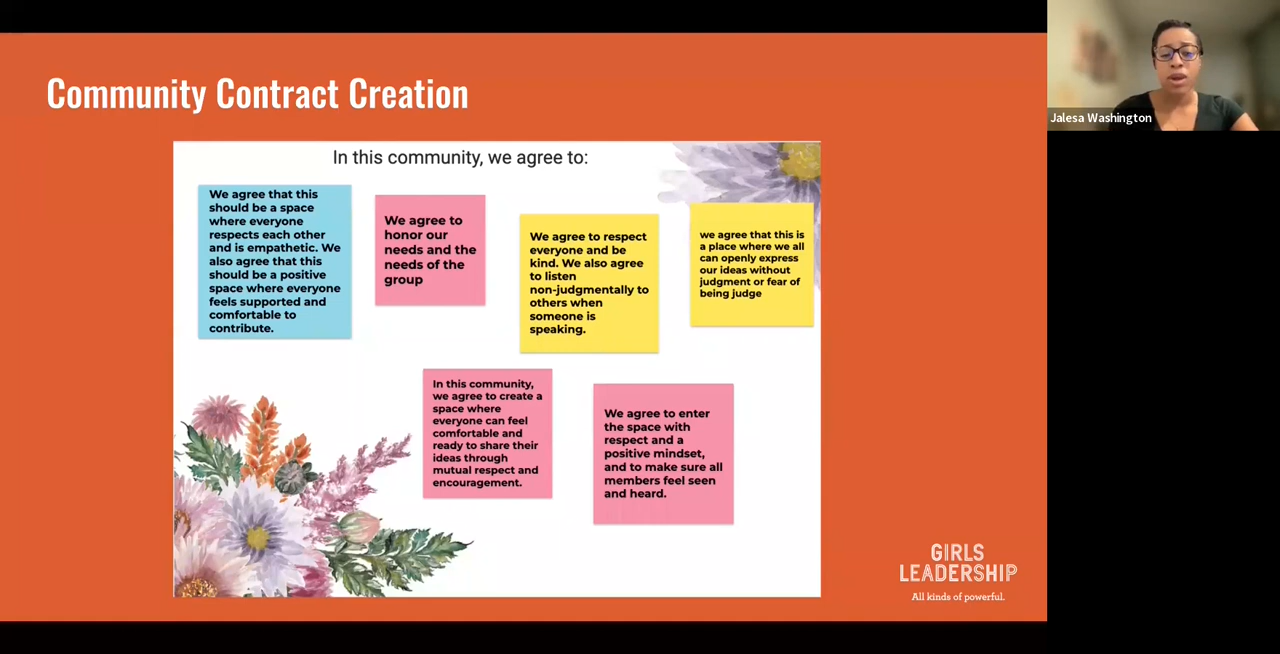 Community Contract Creation
Jalesa Washington
In this community, we agree to:
We agree that this
should be a space
where everyone
respects each other
and is empathetic. We
also agree that this
should be a positive
space where everyone
feels supported and
comfortable to
contribute.
We agree to
honor our
needs and the
needs of the
group
We agree to respect
everyone and be
kind. We also agree
to listen
non-judgmentally to
others when
someone is
speaking.
we agree that this is
a place where we all
can openly express
our ideas without
judgment or fear of
being judge
In this community,
we agree to create a
space where
everyone can feel
comfortable and
ready to share their
ideas through
mutual respect and
encouragement.
We agree to enter
the space with
respect and a
positive mindset,
and to make sure all
members feel seen
and heard.
GIRLS
LEADERSHIP
All kinds of powerful.